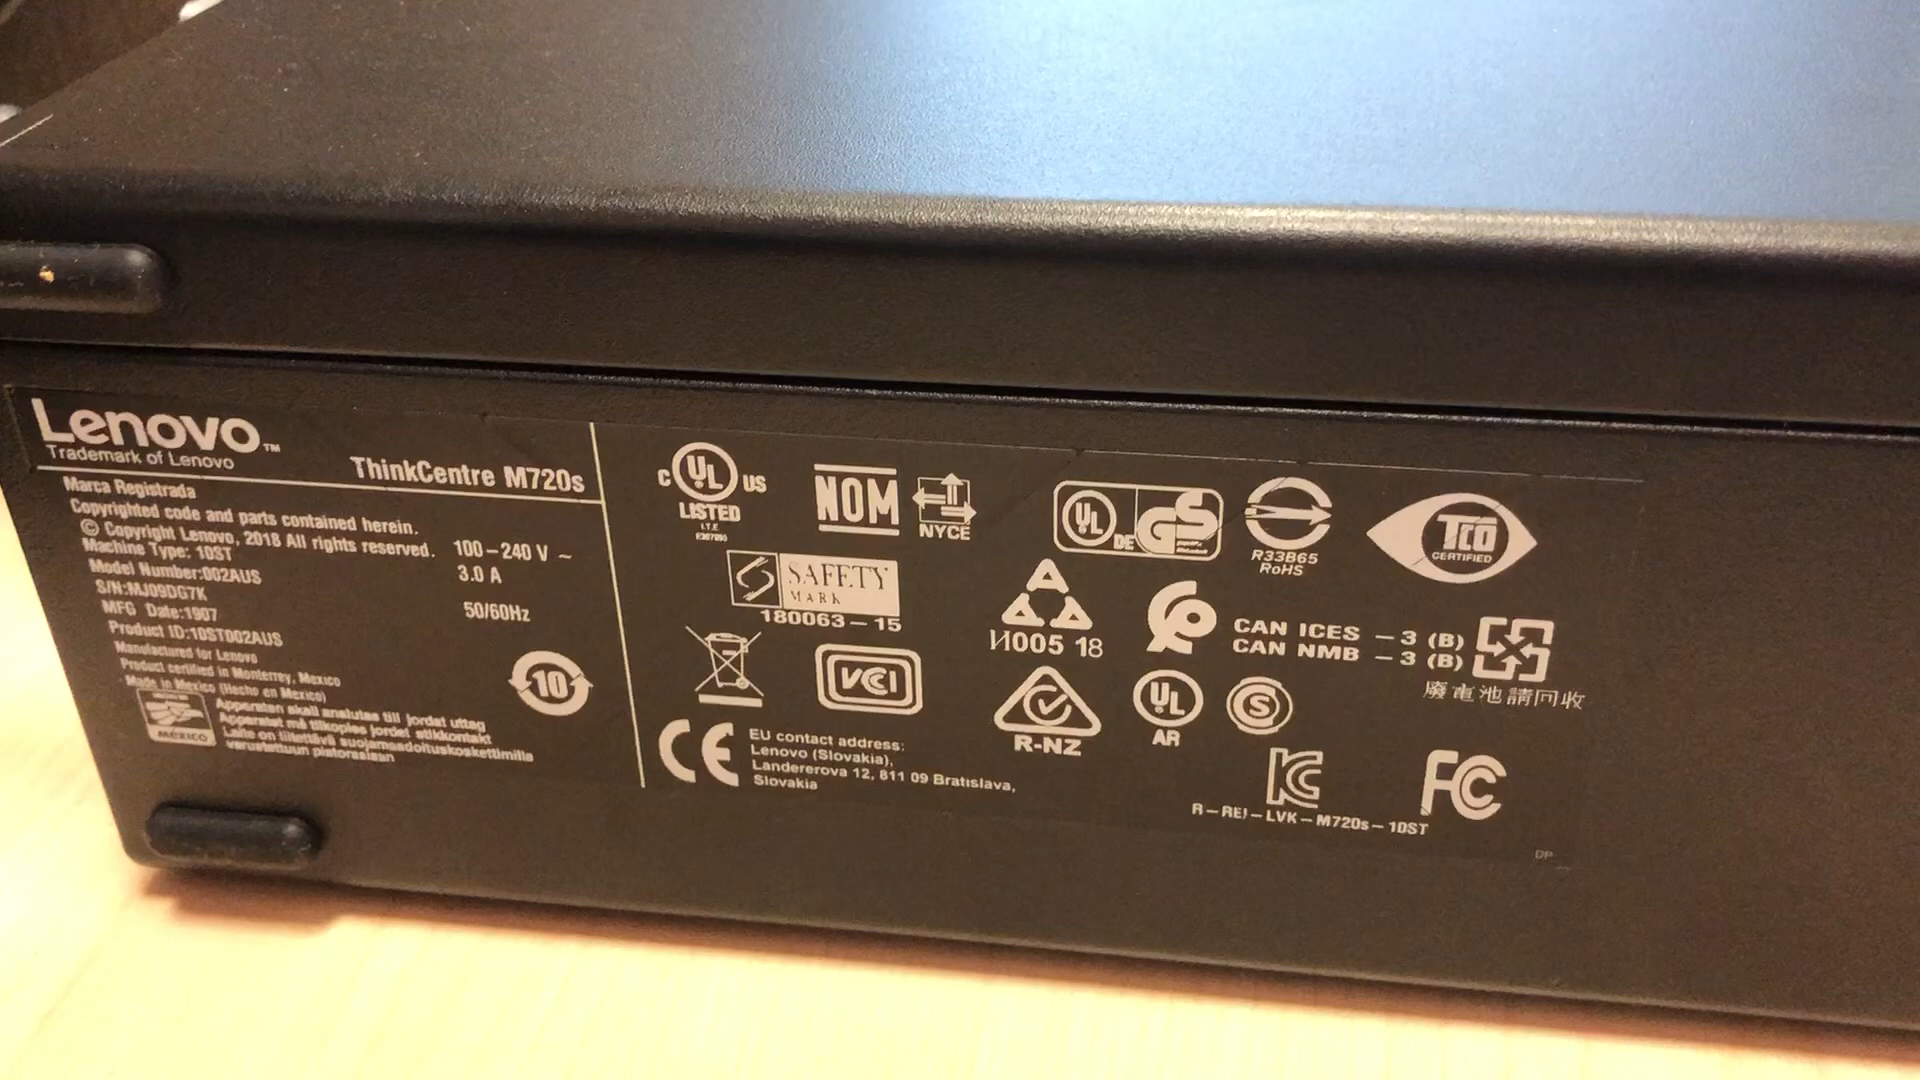 Lenovo™
Trademark of Lenovo
ThinkCentre M720s
Marca Registrada
Copyrighted code and parts contained herein.
© Copyright Lenovo, 2018 All rights reserved.
Machine Type: 10ST
Model Number:002AUS
S/N:MJ09DG7K
MFG Date:1907
Product ID:10ST002AUS
Manufactured for Lenovo
Product certified in Monterrey, Mexico
Made in Mexico (Hecho en Mexico)
100-240 V ~
3.0 A
50/60Hz
10
MEXICO
Apparaten skall anslutas till jordat uttag
Apparatet må tilkoples jordet stikkontakt
Laite on liitettävä suojamaadoituskoskettimilla
varustettuun pistorasiaan
C UL US
LISTED
I.T.E
NOM
NYCE
UL DE GS
R33B65
RoHS
TCO
CERTIFIED
SAFETY
MARK
180063-15
И005 18
CAN ICES -3 (B)
CAN NMB -3 (B)
廢電池請回收
VCI
R-NZ
UL
AR
S
CE
EU contact address:
Lenovo (Slovakia),
Landererova 12, 811 09 Bratislava,
Slovakia
KC
FC
R-REI-LVK-M720s-10ST
DP